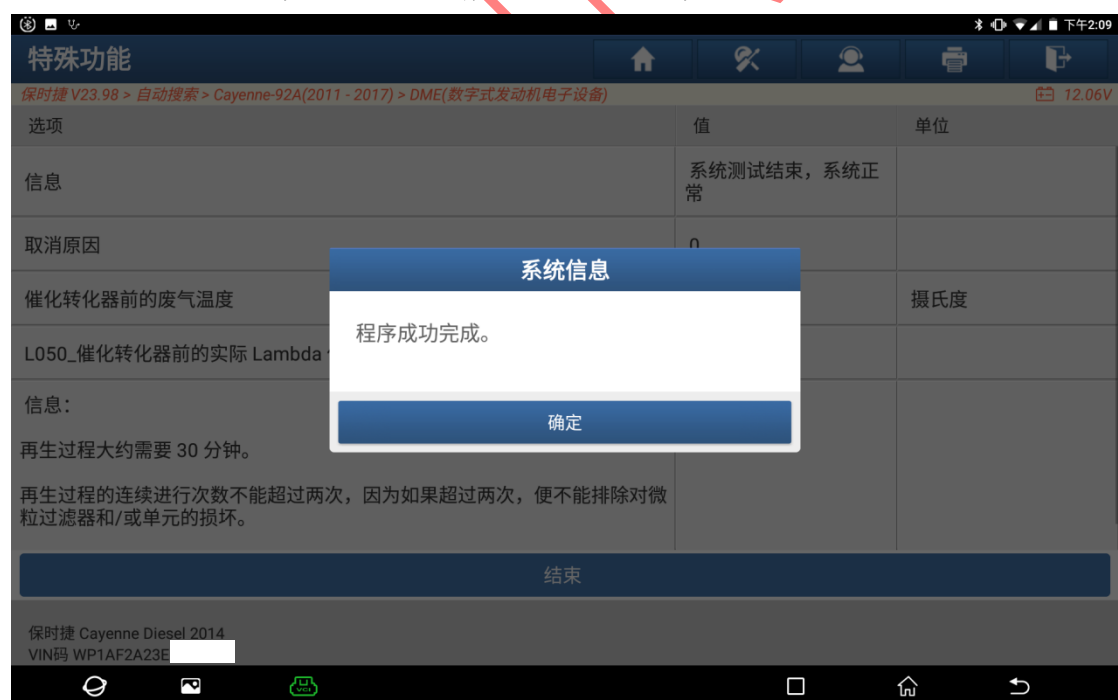 下午2:09
特殊功能
保时捷 V23.98 > 自动搜索 > Cayenne-92A(2011 - 2017) > DME(数字式发动机电子设备)
12.06V
选项 值 单位
信息 系统测试结束，系统正
常
取消原因 0
系统信息
催化转化器前的废气温度 摄氏度
程序成功完成。
L050_催化转化器前的实际 Lambda
信息：
确定
再生过程大约需要 30 分钟。
再生过程的连续进行次数不能超过两次，因为如果超过两次，便不能排除对微
粒过滤器和/或单元的损坏。
结束
保时捷 Cayenne Diesel 2014
VIN码 WP1AF2A23E
VCI